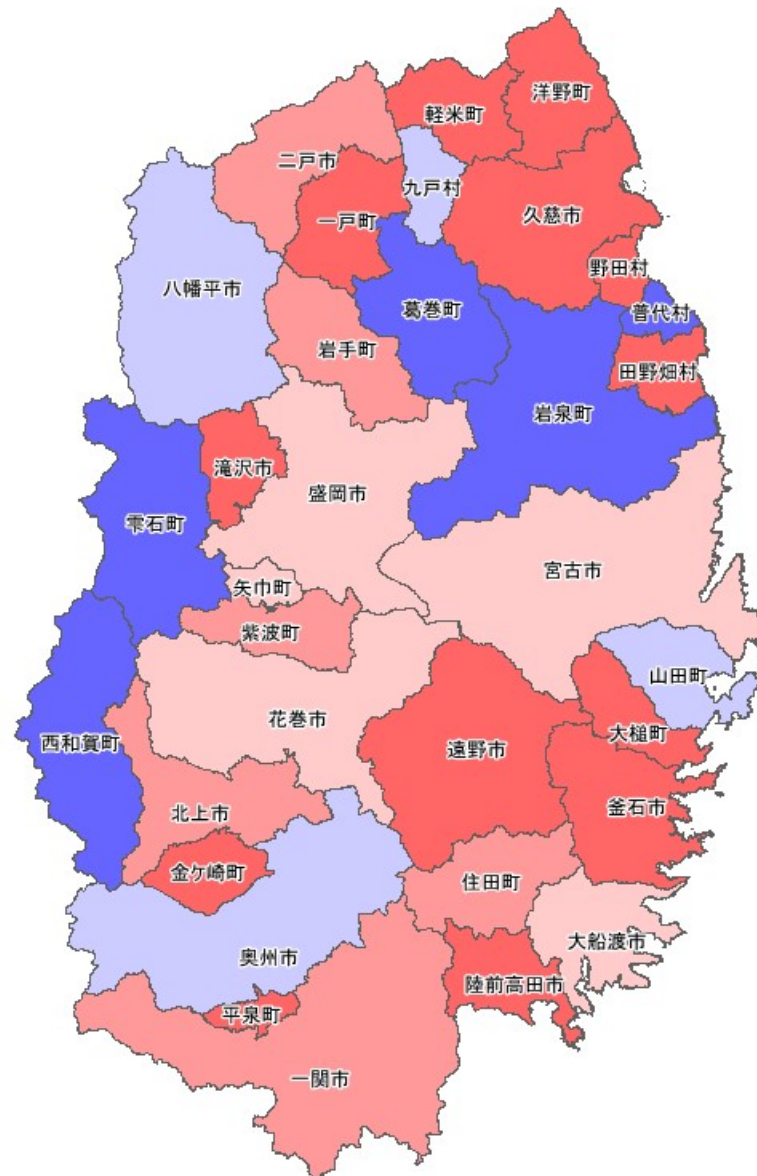 洋野町
軽米町
二戸市
九戸村
一戸町
久慈市
野田村
八幡平市
葛巻町
普代村
岩手町
田野畑村
岩泉町
滝沢市
盛岡市
雫石町
宮古市
矢巾町
紫波町
山田町
花巻市
大槌町
西和賀町
遠野市
釜石市
北上市
金ケ崎町
住田町
大船渡市
奥州市
陸前高田市
平泉町
一関市